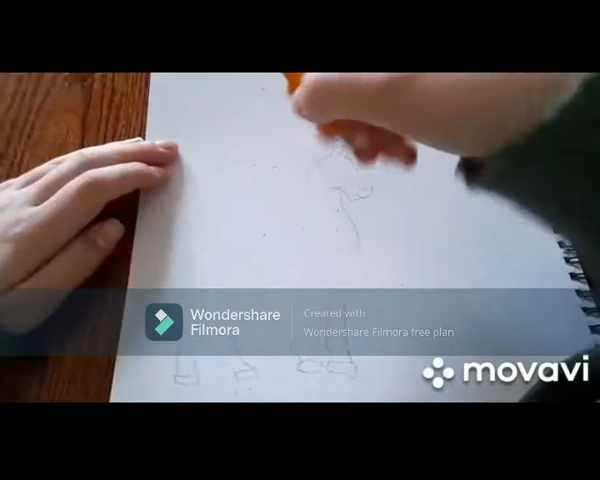 Wondershare
Filmora
Created with
Wondershare Filmora free plan
movavi